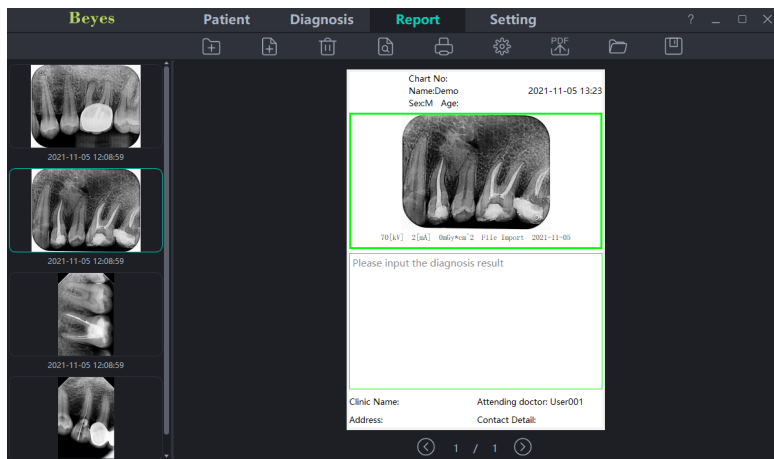 Beyes
Patient Diagnosis Report Setting ?
PDF
2021-11-05 12:08:59
2021-11-05 12:08:59
2021-11-05 12:08:59
Chart No:
Name:Demo 2021-11-05 13:23
Sex:M Age:
70[kV] 2[mA] 0mGy*cm^2 File Import 2021-11-05
Please input the diagnosis result
Clinic Name: Attending doctor: User001
Address: Contact Detail:
1 / 1